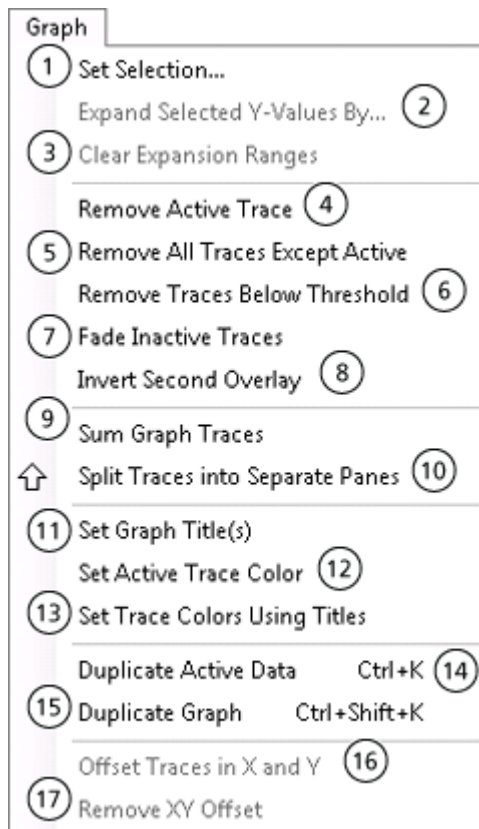 Graph
1 Set Selection...
Expand Selected Y-Values By... 2
3 Clear Expansion Ranges
Remove Active Trace 4
5 Remove All Traces Except Active
Remove Traces Below Threshold 6
7 Fade Inactive Traces
Invert Second Overlay 8
9 Sum Graph Traces
Split Traces into Separate Panes 10
11 Set Graph Title(s)
Set Active Trace Color 12
13 Set Trace Colors Using Titles
Duplicate Active Data Ctrl+K 14
15 Duplicate Graph Ctrl+Shift+K
Offset Traces in X and Y 16
17 Remove XY Offset